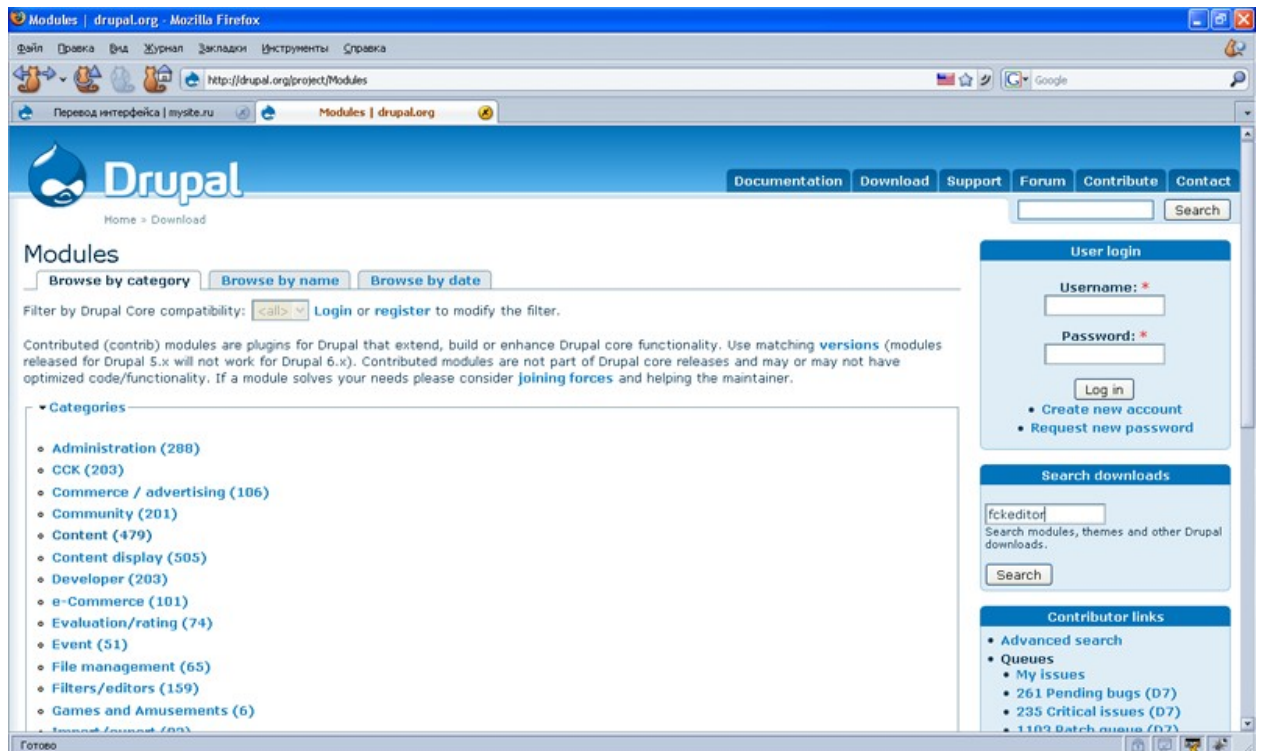 Modules | drupal.org - Mozilla Firefox
Файл Правка Вид Журнал Закладки Инструменты Справка
http://drupal.org/project/Modules
Google
Перевод интерфейса | mysite.ru
Modules | drupal.org
Drupal
Documentation Download Support Forum Contribute Contact
Search
Home » Download
Modules
Browse by category Browse by name Browse by date
Filter by Drupal Core compatibility: <all> Login or register to modify the filter.
Contributed (contrib) modules are plugins for Drupal that extend, build or enhance Drupal core functionality. Use matching versions (modules
released for Drupal 5.x will not work for Drupal 6.x). Contributed modules are not part of Drupal core releases and may or may not have
optimized code/functionality. If a module solves your needs please consider joining forces and helping the maintainer.
Categories
Administration (288)
CCK (203)
Commerce / advertising (106)
Community (201)
Content (479)
Content display (505)
Developer (203)
e-Commerce (101)
Evaluation/rating (74)
Event (51)
File management (65)
Filters/editors (159)
Games and Amusements (6)
User login
Username: *
Password: *
Log in
Create new account
Request new password
Search downloads
fckeditor
Search modules, themes and other Drupal
downloads.
Search
Contributor links
Advanced search
Queues
My issues
261 Pending bugs (D7)
235 Critical issues (D7)
1103 Patch queue (D7)
Готово